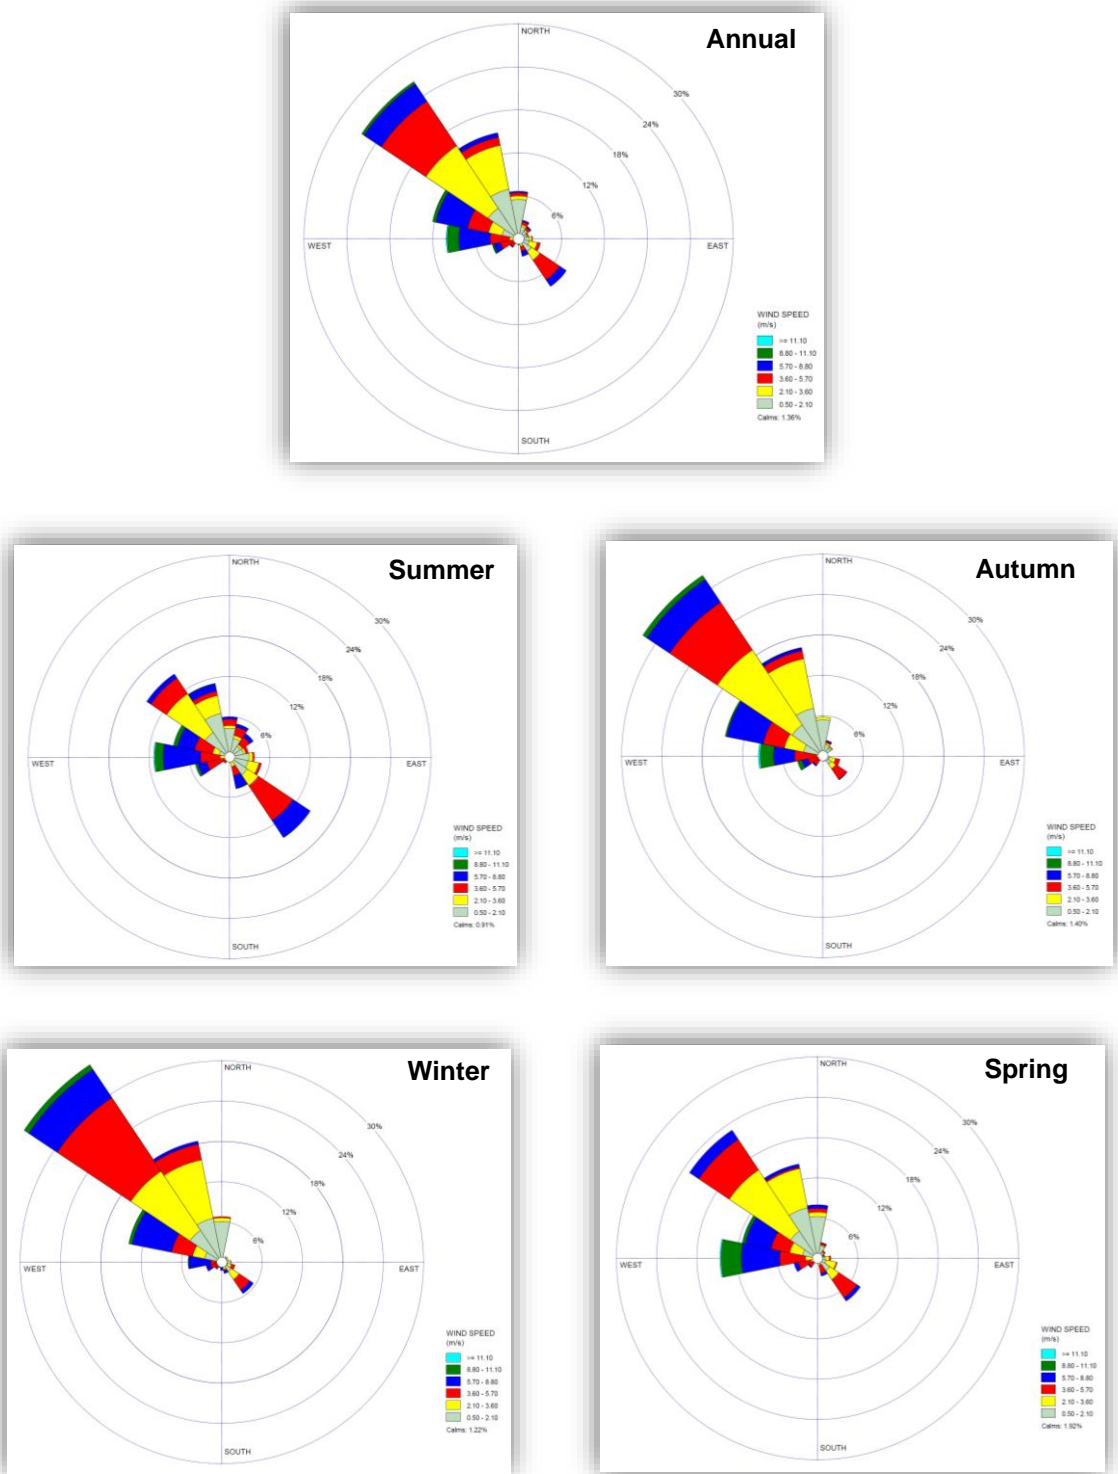 Annual
NORTH
30%
24%
18%
12%
6%
WEST
EAST
SOUTH
WIND SPEED
(m/s)
>= 11.10
8.80 - 11.10
5.70 - 8.80
3.60 - 5.70
2.10 - 3.60
0.50 - 2.10
Calms: 1.36%
Summer
NORTH
30%
24%
18%
12%
6%
WEST
EAST
SOUTH
WIND SPEED
(m/s)
>= 11.10
8.80 - 11.10
5.70 - 8.80
3.60 - 5.70
2.10 - 3.60
0.50 - 2.10
Calms: 0.91%
Autumn
NORTH
30%
24%
18%
12%
6%
WEST
EAST
SOUTH
WIND SPEED
(m/s)
>= 11.10
8.80 - 11.10
5.70 - 8.80
3.60 - 5.70
2.10 - 3.60
0.50 - 2.10
Calms: 1.40%
Winter
NORTH
30%
24%
18%
12%
6%
WEST
EAST
SOUTH
WIND SPEED
(m/s)
>= 11.10
8.80 - 11.10
5.70 - 8.80
3.60 - 5.70
2.10 - 3.60
0.50 - 2.10
Calms: 1.22%
Spring
NORTH
30%
24%
18%
12%
6%
WEST
EAST
SOUTH
WIND SPEED
(m/s)
>= 11.10
8.80 - 11.10
5.70 - 8.80
3.60 - 5.70
2.10 - 3.60
0.50 - 2.10
Calms: 1.92%